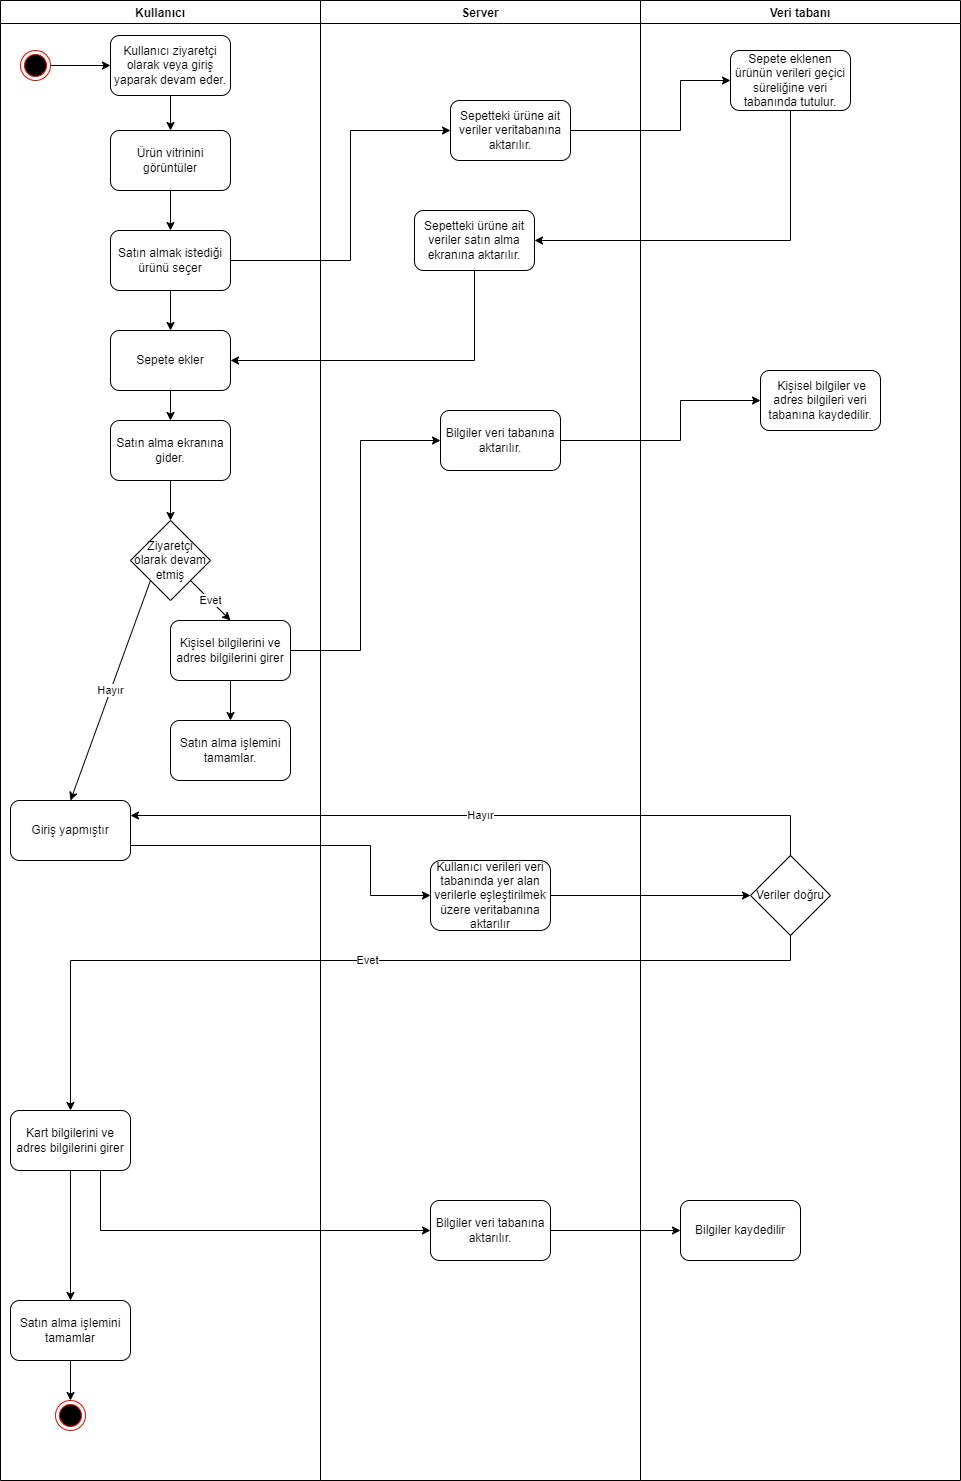 Kullanıcı
Server
Veri tabanı
Kullanıcı ziyaretçi
olarak veya giriş
yaparak devam eder.
Sepete eklenen
ürünün verileri geçici
süreliğine veri
tabanında tutulur.
Sepetteki ürüne ait
veriler veritabanına
aktarılır.
Ürün vitrinini
görüntüler
Sepetteki ürüne ait
veriler satın alma
ekranına aktarılır.
Satın almak istediği
ürünü seçer
Sepete ekler
Kişisel bilgiler ve
adres bilgileri veri
tabanına kaydedilir.
Satın alma ekranına
gider.
Bilgiler veri tabanına
aktarılır.
Ziyaretçi
olarak devam
etmiş
Evet
Kişisel bilgilerini ve
adres bilgilerini girer
Hayır
Satın alma işlemini
tamamlar.
Giriş yapmıştır
Hayır
Kullanıcı verileri veri
tabanında yer alan
verilerle eşleştirilmek
üzere veritabanına
aktarılır
Veriler doğru
Evet
Kart bilgilerini ve
adres bilgilerini girer
Bilgiler veri tabanına
aktarılır.
Bilgiler kaydedilir
Satın alma işlemini
tamamlar